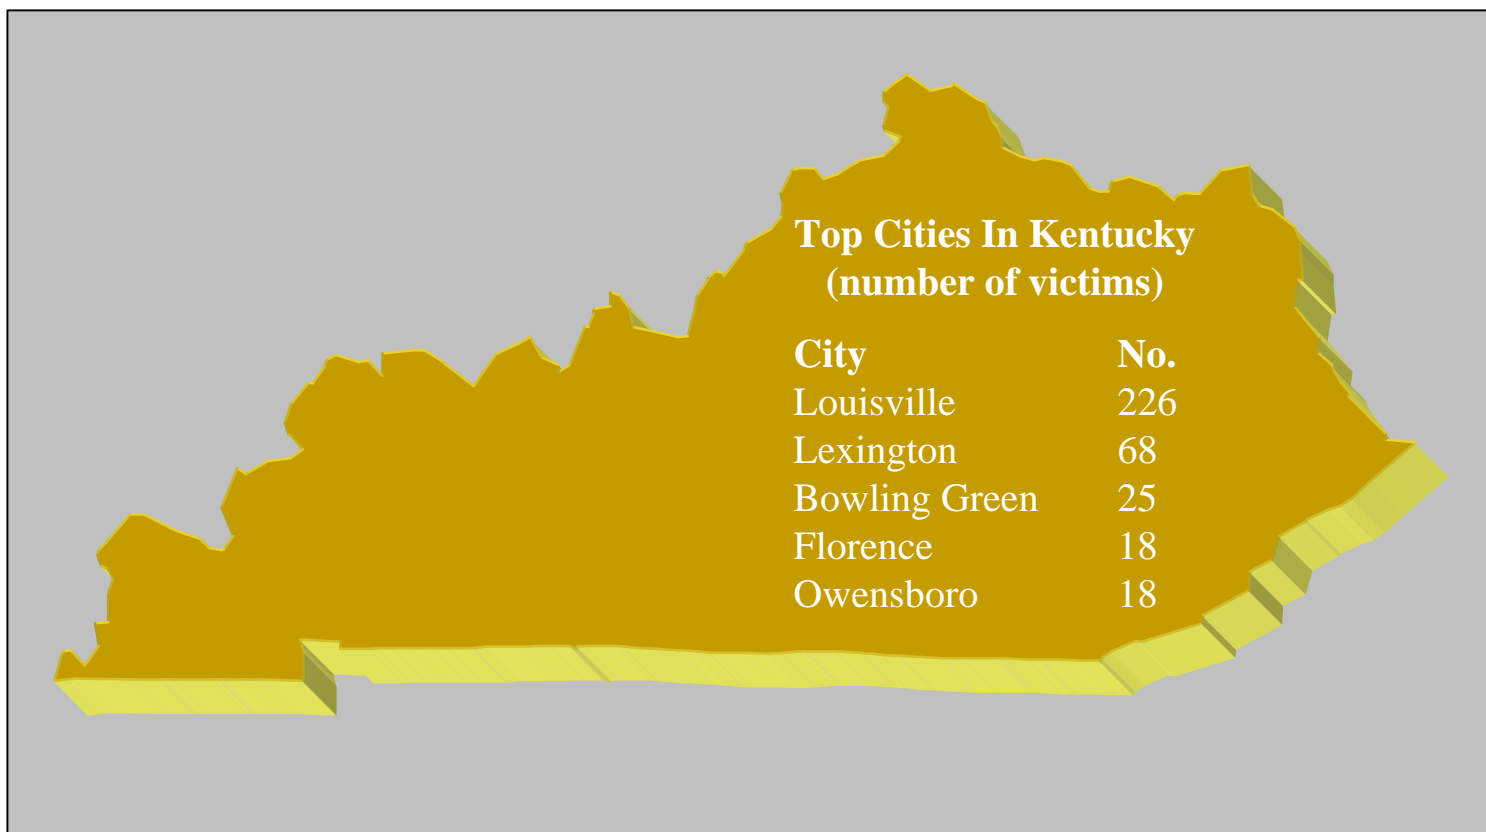 Top Cities In Kentucky
(number of victims)
City No.
Louisville 226
Lexington 68
Bowling Green 25
Florence 18
Owensboro 18